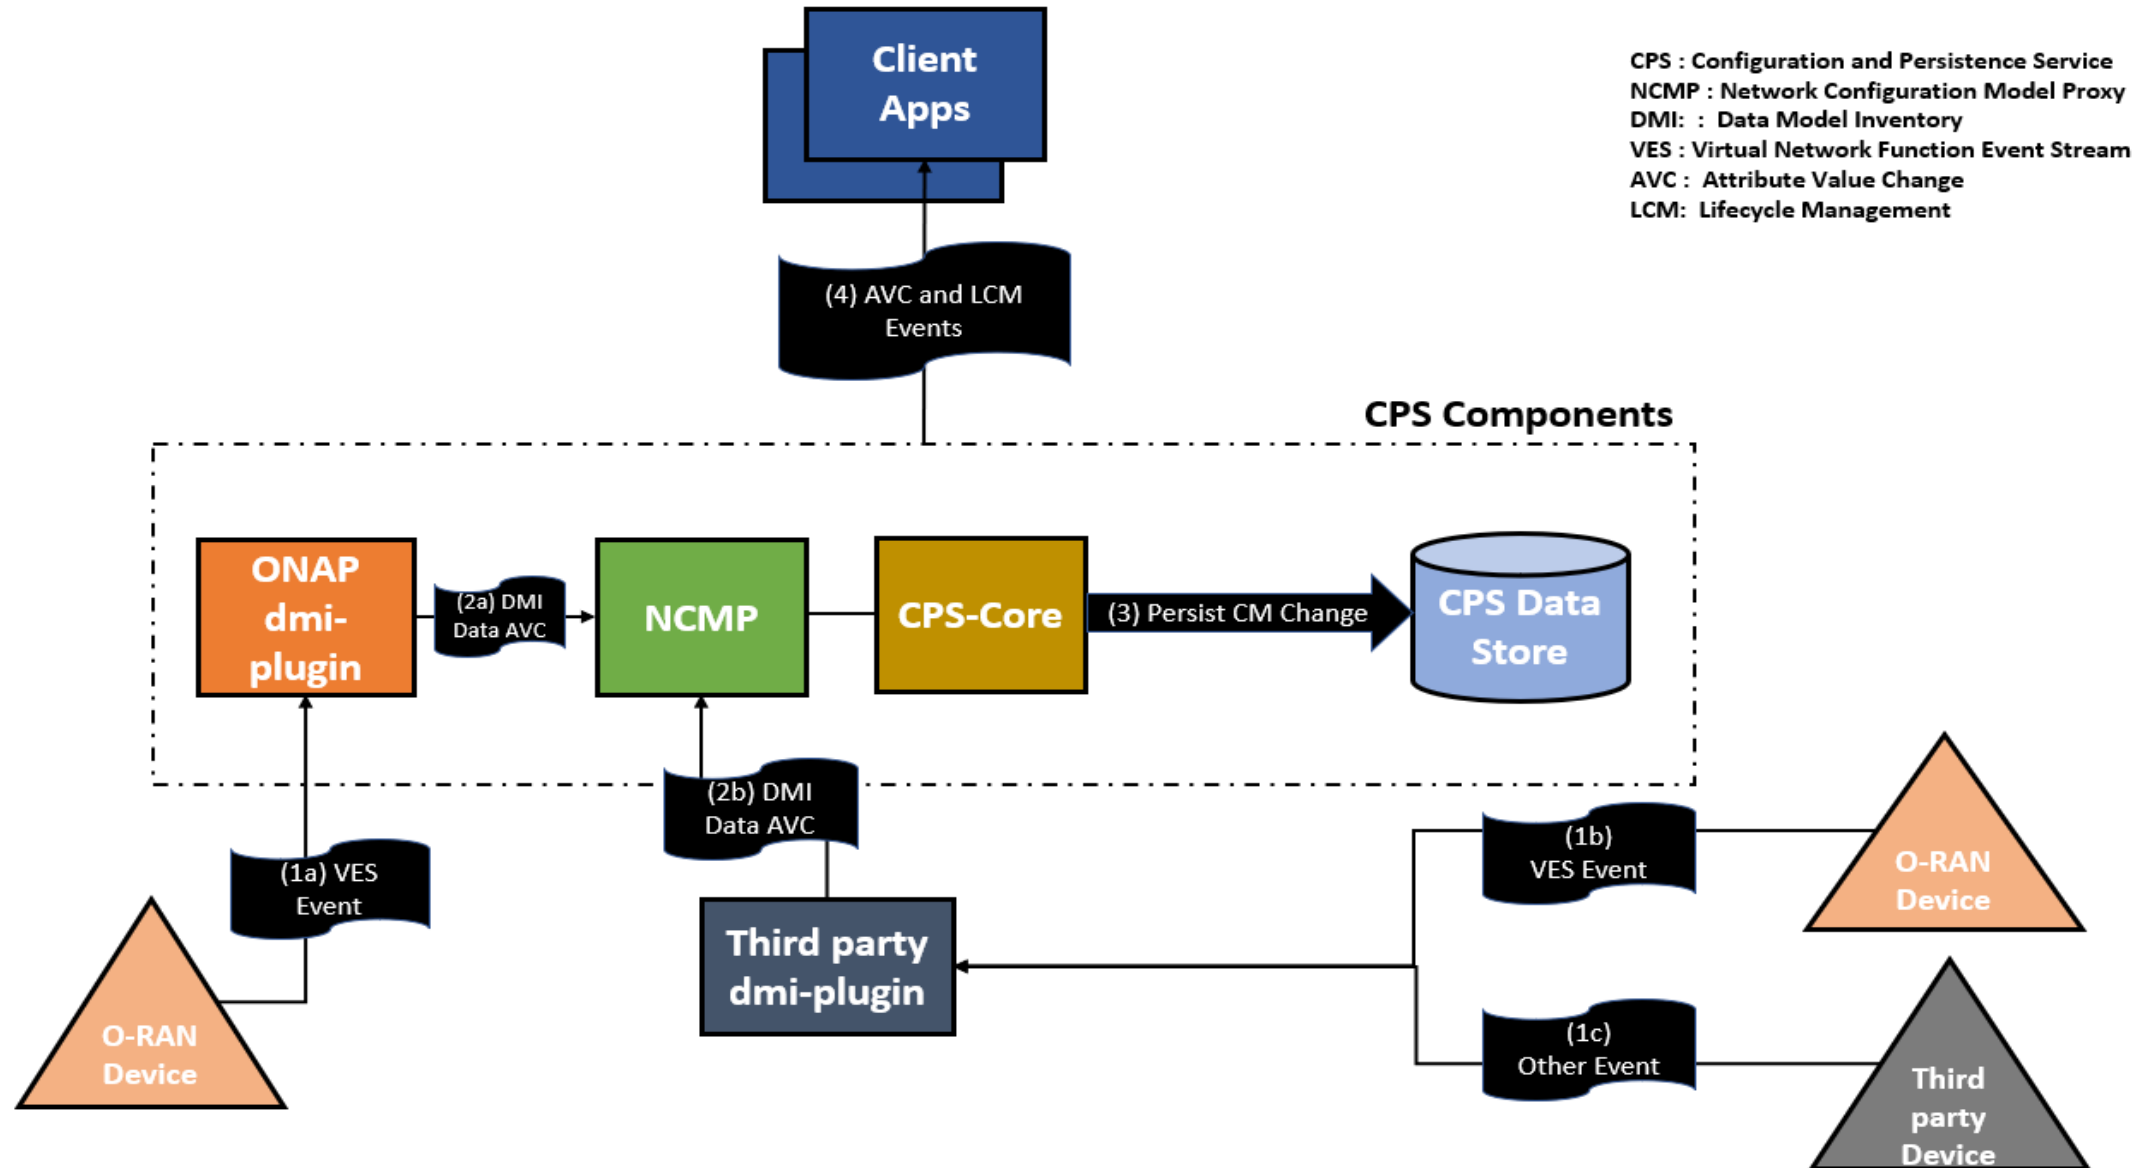 Client
Apps
CPS : Configuration and Persistence Service
NCMP : Network Configuration Model Proxy
DMI: : Data Model Inventory
VES : Virtual Network Function Event Stream
AVC : Attribute Value Change
LCM: Lifecycle Management
(4) AVC and LCM
Events
CPS Components
ONAP
dmi-
plugin
(2a) DMI
Data AVC
NCMP
CPS-Core
(3) Persist CM Change
CPS Data
Store
(2b) DMI
Data AVC
(1a) VES
Event
O-RAN
Device
Third party
dmi-plugin
(1b)
VES Event
O-RAN
Device
(1c)
Other Event
Third
party
Device